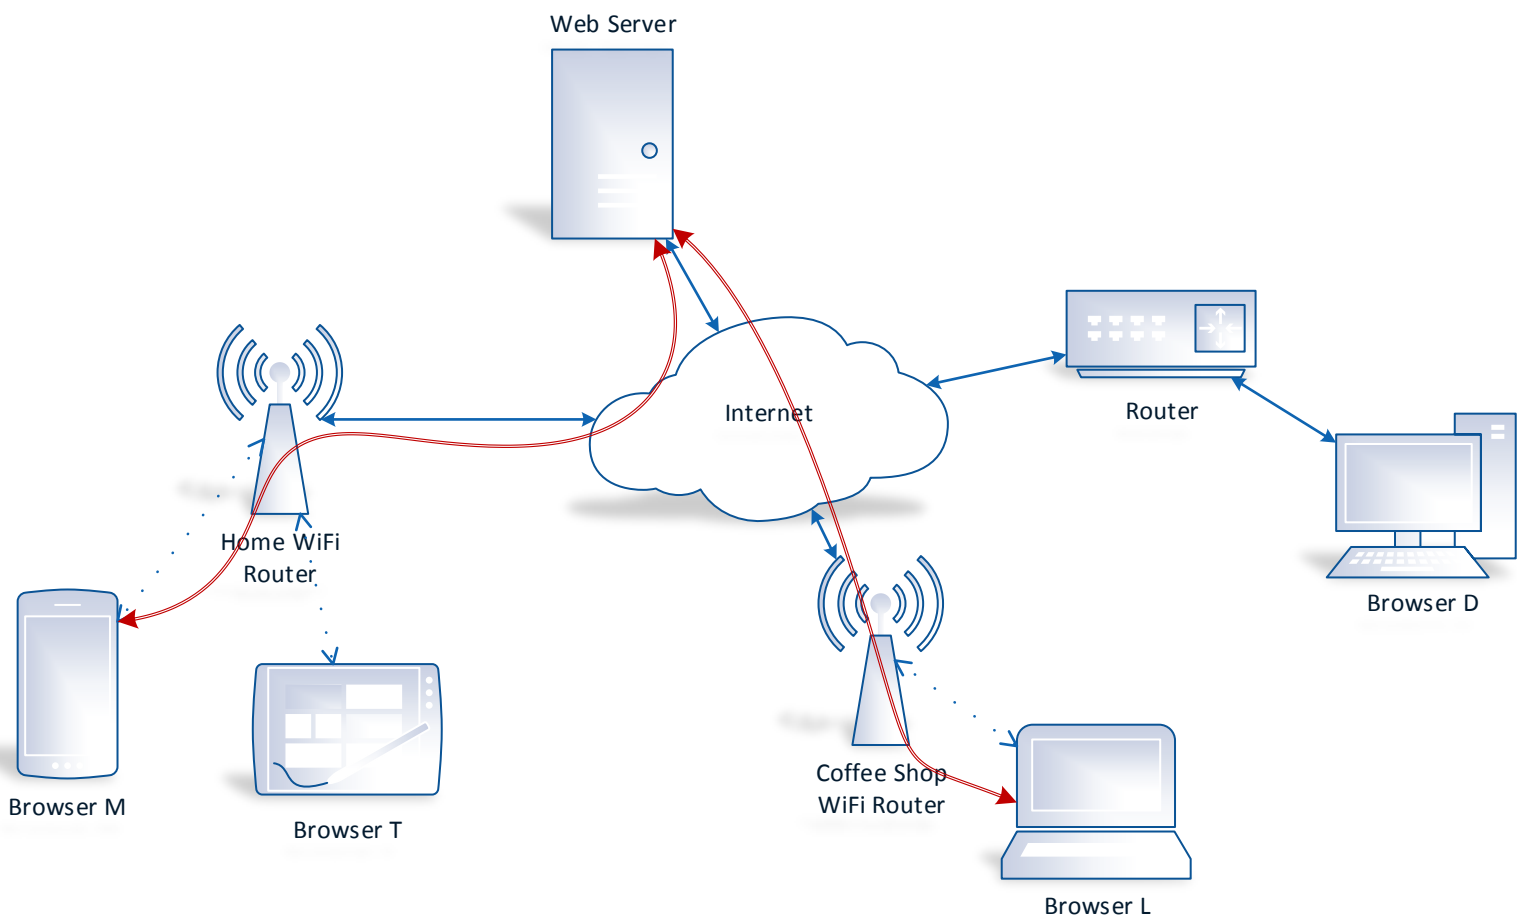 Web Server
Internet
Router
Home WiFi
Router
Browser D
Coffee Shop
WiFi Router
Browser M
Browser T
Browser L